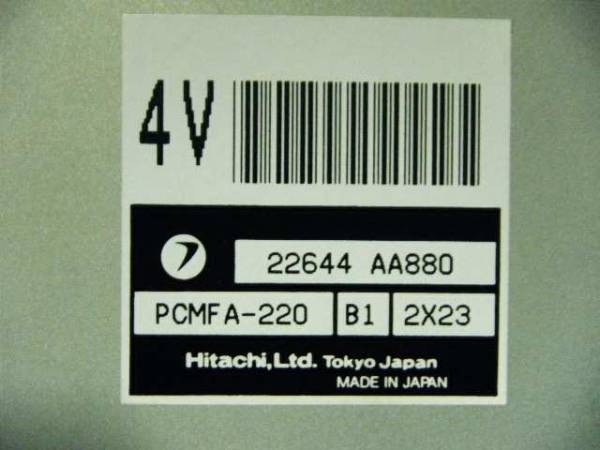 4V
22644 AA880
PCMFA-220 B1 2X23
Hitachi,Ltd. Tokyo Japan
MADE IN JAPAN